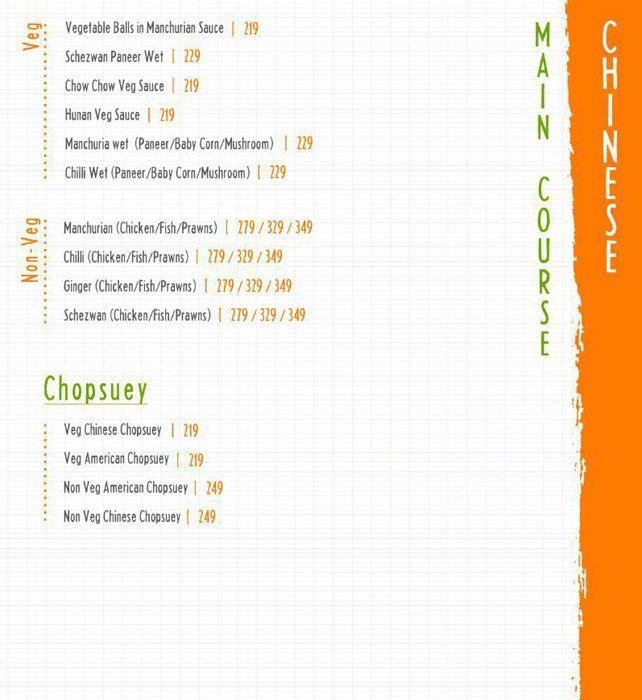 CHINESE
MAIN COURSE
Veg
Vegetable Balls in Manchurian Sauce | 219
Schezwan Paneer Wet | 229
Chow Chow Veg Sauce | 219
Hunan Veg Sauce | 219
Manchuria wet (Paneer/Baby Corn/Mushroom) | 229
Chilli Wet (Paneer/Baby Corn/Mushroom) | 229
Non-Veg
Manchurian (Chicken/Fish/Prawns) | 279 / 329 / 349
Chilli (Chicken/Fish/Prawns) | 279 / 329 / 349
Ginger (Chicken/Fish/Prawns) | 279 / 329 / 349
Schezwan (Chicken/Fish/Prawns) | 279 / 329 / 349
Chopsuey
Veg Chinese Chopsuey | 219
Veg American Chopsuey | 219
Non Veg American Chopsuey | 249
Non Veg Chinese Chopsuey | 249